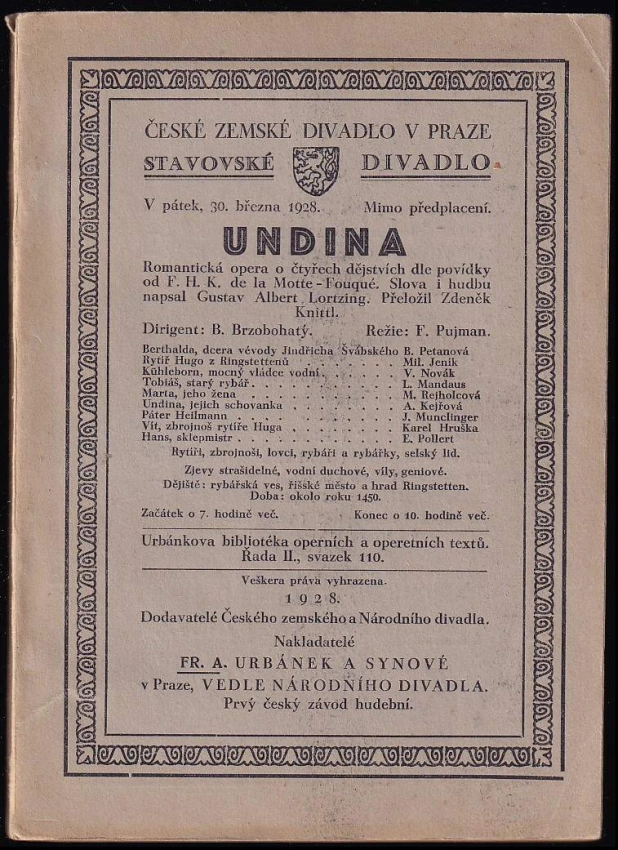 ČESKÉ ZEMSKÉ DIVADLO V PRAZE
STAVOVSKÉ DIVADLO
V pátek, 30. března 1928. Mimo předplacení.
UNDINA
Romantická opera o čtyřech dějstvích dle povídky
od F. H. K. de la Motte-Fouqué. Slova i hudbu
napsal Gustav Albert Lortzing. Přeložil Zdeněk
Knittl.
Dirigent: B. Brzobohatý. Režie: F. Pujman.
Berthalda, dcera vévody Jindřicha Švábského B. Petanová
Rytíř Hugo z Ringstettenů . . . . . . . Mil. Jeník
Kühleborn, mocný vládce vodní . . . . . . V. Novák
Tobiáš, starý rybář . . . . . . . . . . L. Mandaus
Marta, jeho žena . . . . . . . . . . M. Rejholcová
Undina, jejich schovanka . . . . . . . . A. Kejřová
Páter Heilmann . . . . . . . . . . J. Munclinger
Vít, zbrojnoš rytíře Huga . . . . . . . Karel Hruška
Hans, sklepmistr . . . . . . . . . . . E. Pollert
Rytíři, zbrojnoši, lovci, rybáři a rybářky, selský lid.
Zjevy strašidelné, vodní duchové, víly, geniové.
Dějiště: rybářská ves, říšské město a hrad Ringstetten.
Doba: okolo roku 1450.
Začátek o 7. hodině več. Konec o 10. hodině več.
Urbánkova bibliotéka operních a operetních textů.
Řada II., svazek 110.
Veškera práva vyhrazena.
1928.
Dodavatelé Českého zemského a Národního divadla.
Nakladatelé
FR. A. URBÁNEK A SYNOVÉ
v Praze, VEDLE NÁRODNÍHO DIVADLA.
Prvý český závod hudební.